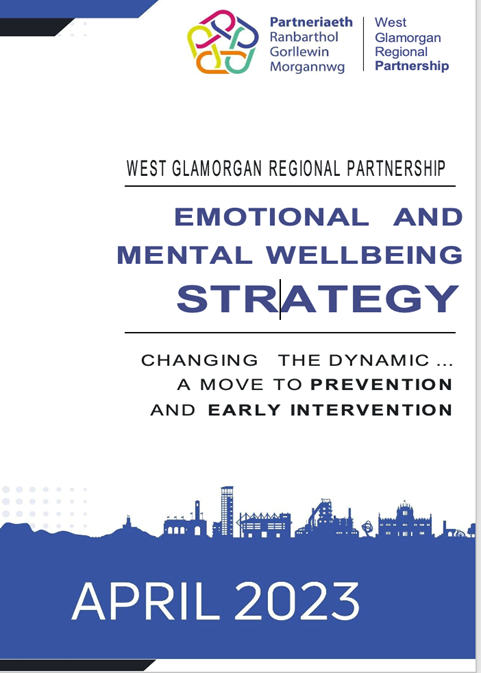 Partneriaeth
Ranbarthol
Gorllewin
Morgannwg
West
Glamorgan
Regional
Partnership
WEST GLAMORGAN REGIONAL PARTNERSHIP
EMOTIONAL AND
MENTAL WELLBEING
STRATEGY
CHANGING THE DYNAMIC ...
A MOVE TO PREVENTION
AND EARLY INTERVENTION
APRIL 2023